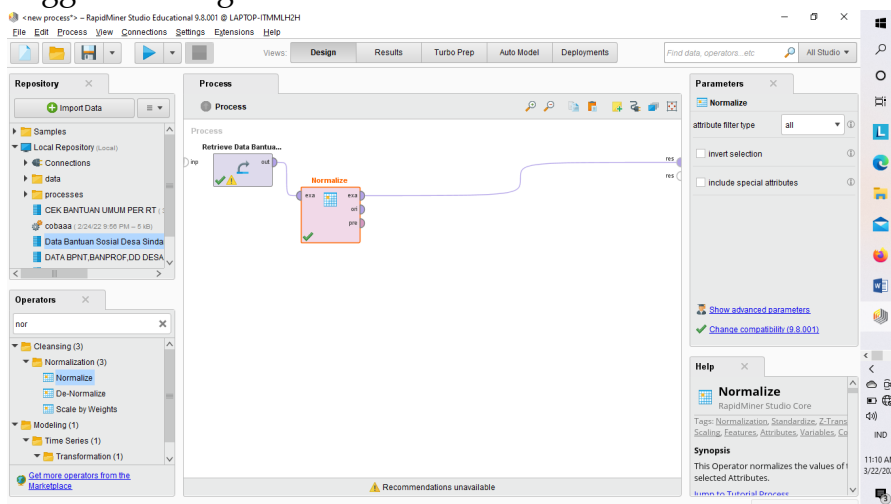 <new process*> – RapidMiner Studio Educational 9.8.001 @ LAPTOP-ITMMLH2H
File Edit Process View Connections Settings Extensions Help
Views: Design Results Turbo Prep Auto Model Deployments
Find data, operators...etc
All Studio
Repository
Import Data
Samples
Local Repository (Local)
Connections
data
processes
CEK BANTUAN UMUM PER RT
cobaaa (2/24/22 9:56 PM – 5 kB)
Data Bantuan Sosial Desa Sinda
DATA BPNT,BANPROF,DD DESA
Operators
nor
Cleansing (3)
Normalization (3)
Normalize
De-Normalize
Scale by Weights
Modeling (1)
Time Series (1)
Transformation (1)
Get more operators from the
Marketplace
Process
Process
Process
Retrieve Data Bantua...
inp
out
Normalize
exa
exa
ori
pre
res
res
Recommendations unavailable
Parameters
Normalize
attribute filter type all
invert selection
include special attributes
Show advanced parameters
Change compatibility (9.8.001)
Help
Normalize
RapidMiner Studio Core
Tags: Normalization, Standardize, Z-Trans
Scaling, Features, Attributes, Variables, Co
Synopsis
This Operator normalizes the values of t
selected Attributes.
Jump to Tutorial Process
L
W
IND
11:10 AM
3/22/20